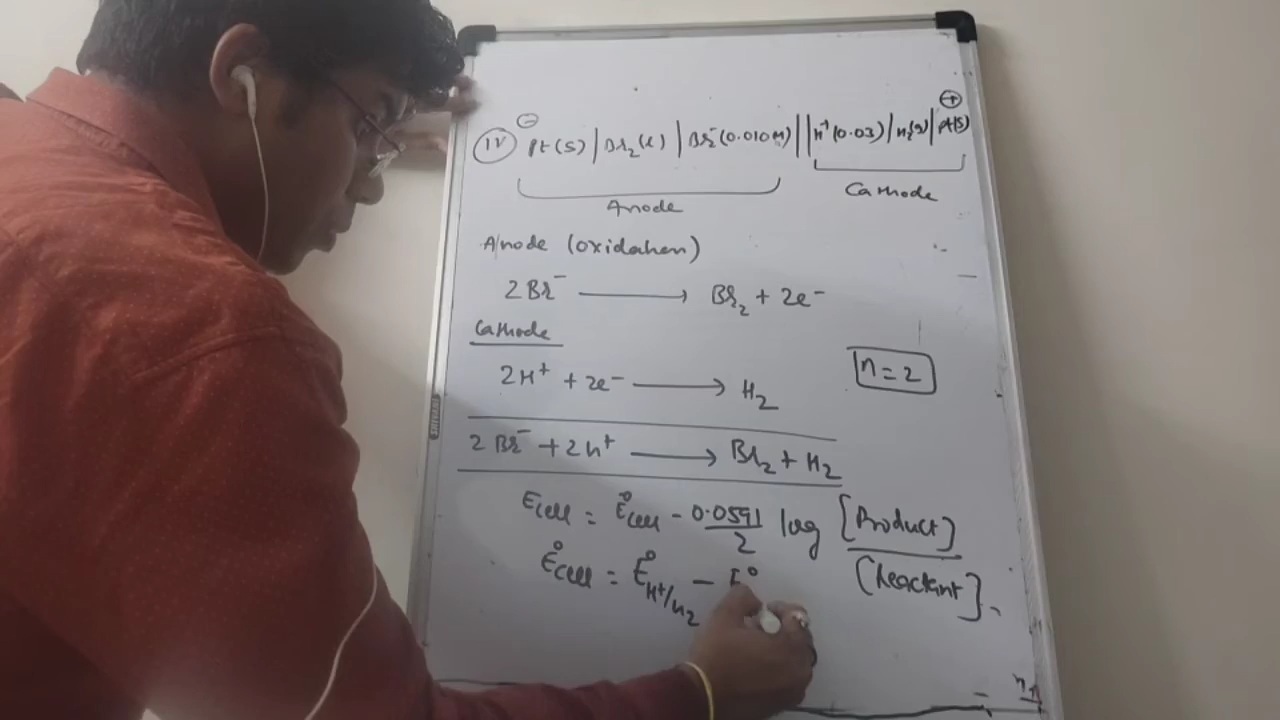 ⊖ ⊕
(IV) Pt(s) | Br₂(l) | Br⁻(0.010M) || H⁺(0.03) | H₂(g) | Pt(s)
Anode Cathode
Anode (oxidation)
2Br⁻ ⟶ Br₂ + 2e⁻
Cathode
2H⁺ + 2e⁻ ⟶ H₂
n = 2
2Br⁻ + 2H⁺ ⟶ Br₂ + H₂
Ecell = E°cell - 0.0591/2 log [Product]/[Reactant]
E°cell = E°H⁺/H₂ - E°